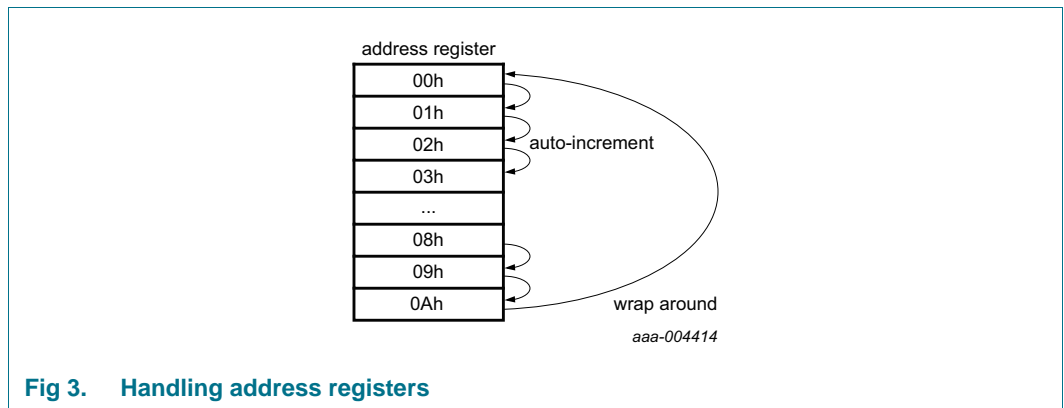 address register
00h
01h
02h
auto-increment
03h
...
08h
09h
0Ah
wrap around
aaa-004414
Fig 3. Handling address registers